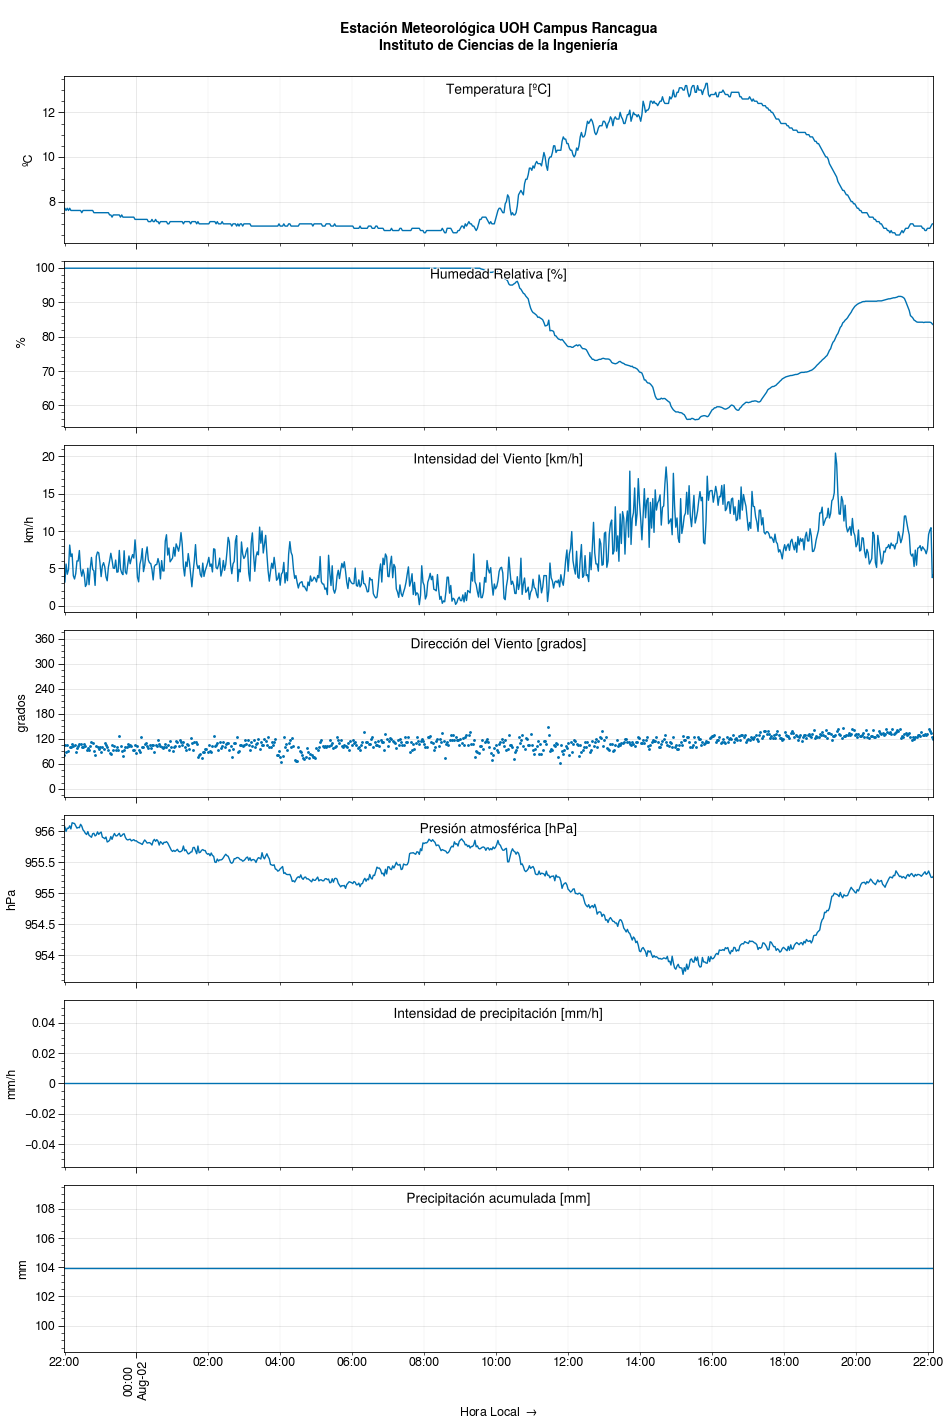 Estación Meteorológica UOH Campus Rancagua
Instituto de Ciencias de la Ingeniería
Temperatura [ºC]
12
10
8
ºC
Humedad Relativa [%]
100
90
80
70
60
%
Intensidad del Viento [km/h]
20
15
10
5
0
km/h
Dirección del Viento [grados]
360
300
240
180
120
60
0
grados
Presión atmosférica [hPa]
956
955.5
955
954.5
954
hPa
Intensidad de precipitación [mm/h]
0.04
0.02
0
−0.02
−0.04
mm/h
Precipitación acumulada [mm]
108
106
104
102
100
mm
22:00
00:00
Aug-02
02:00
04:00
06:00
08:00
10:00
12:00
14:00
16:00
18:00
20:00
22:00
Hora Local →